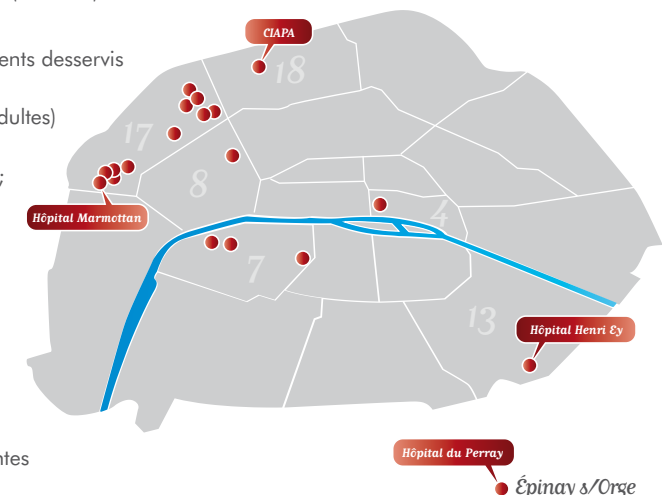 CIAPA
ents desservis
18
dultes)
17
;
8
Hôpital Marmottan
4
7
13
Hôpital Henri Ey
ntes
Hôpital du Perray
Épinay s/Orge